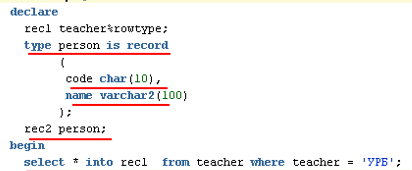 declare
rec1 teacher%rowtype;
type person is record
(
code char(10),
name varchar2(100)
);
rec2 person;
begin
select * into rec1 from teacher where teacher = 'УРБ';